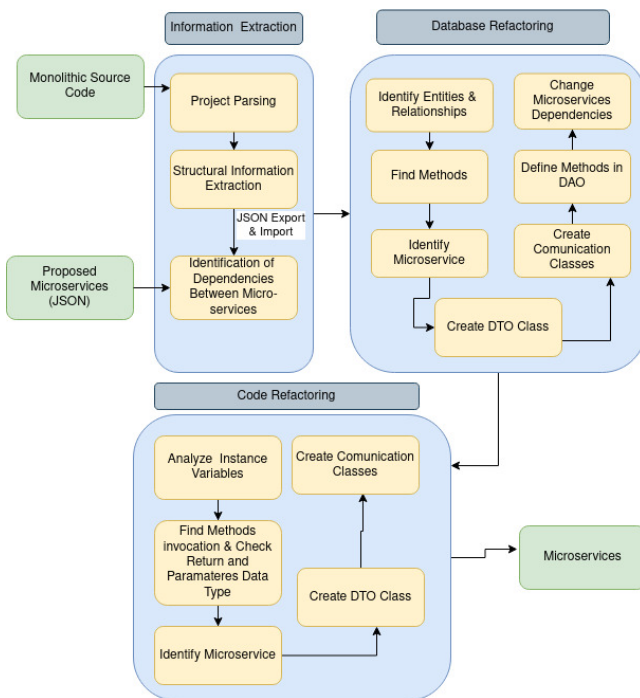 Information  Extraction
Monolithic Source
Code
Project Parsing
Structural Information
Extraction
JSON Export
& Import
Proposed
Microservices
(JSON)
Identification of
Dependencies
Between Micro-
services
Database Refactoring
Identify Entities &
Relationships
Find Methods
Identify
Microservice
Create DTO Class
Create
Comunication
Classes
Define Methods in
DAO
Change
Microservices
Dependencies
Code Refactoring
Analyze  Instance
Variables
Find Methods
invocation & Check
Return and
Paramateres Data
Type
Identify Microservice
Create DTO Class
Create Comunication
Classes
Microservices